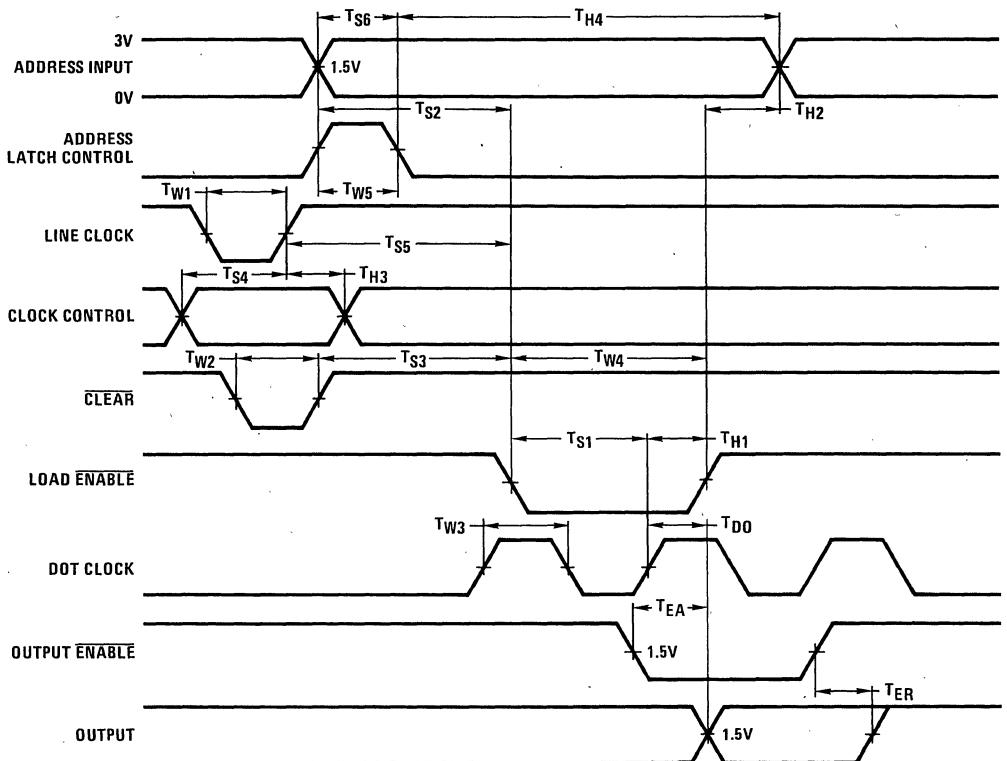 TS6
TH4
3V
ADDRESS INPUT
1.5V
0V
TS2
TH2
ADDRESS
LATCH CONTROL
TW1
TW5
LINE CLOCK
TS5
TS4
TH3
CLOCK CONTROL
TW2
TS3
TW4
CLEAR
TS1
TH1
LOAD ENABLE
TW3
TDO
DOT CLOCK
TEA
OUTPUT ENABLE
1.5V
TER
OUTPUT
1.5V